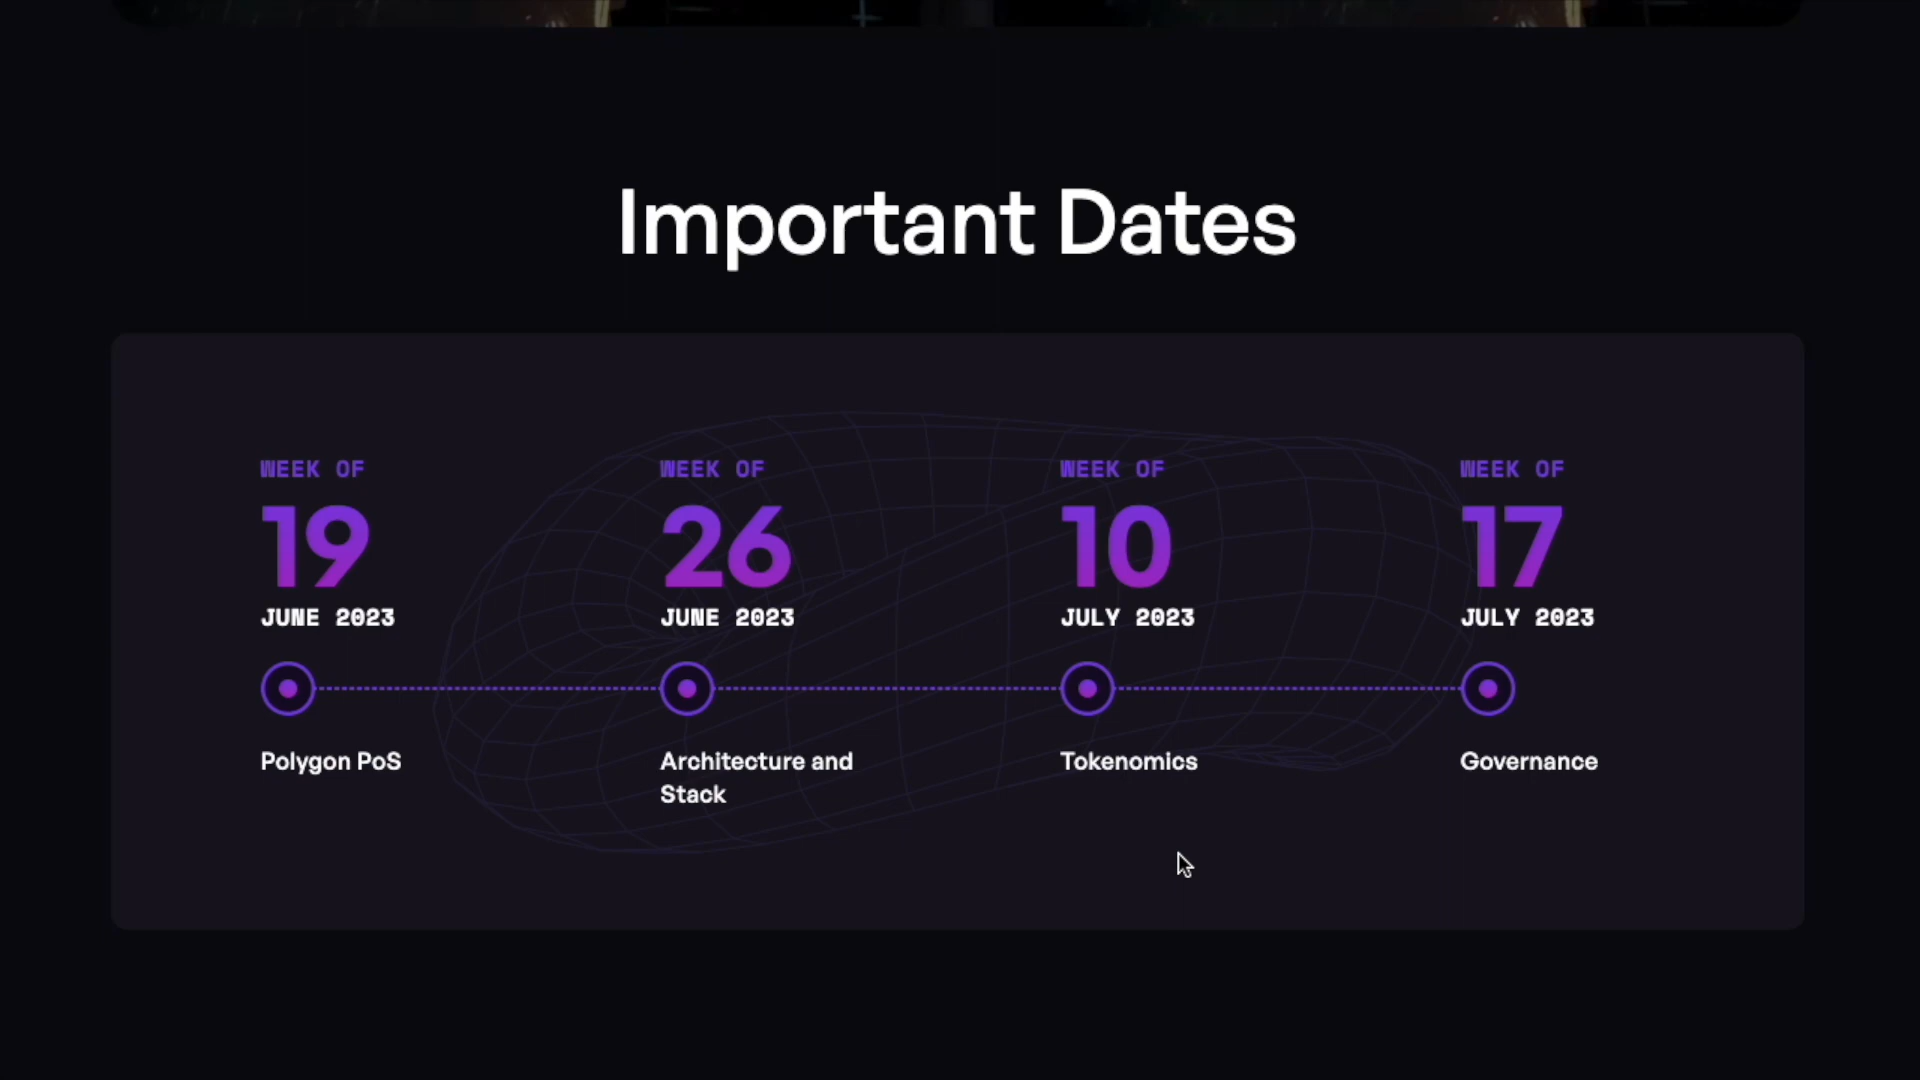 Important Dates
WEEK OF
19
JUNE 2023
Polygon PoS
WEEK OF
26
JUNE 2023
Architecture and
Stack
WEEK OF
10
JULY 2023
Tokenomics
WEEK OF
17
JULY 2023
Governance